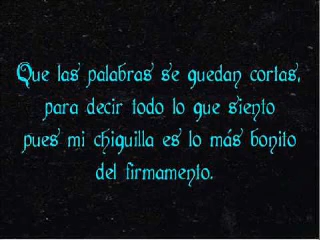 Que las palabras se quedan cortas,
para decir todo lo que siento
pues mi chiquilla es lo más bonito
del firmamento.